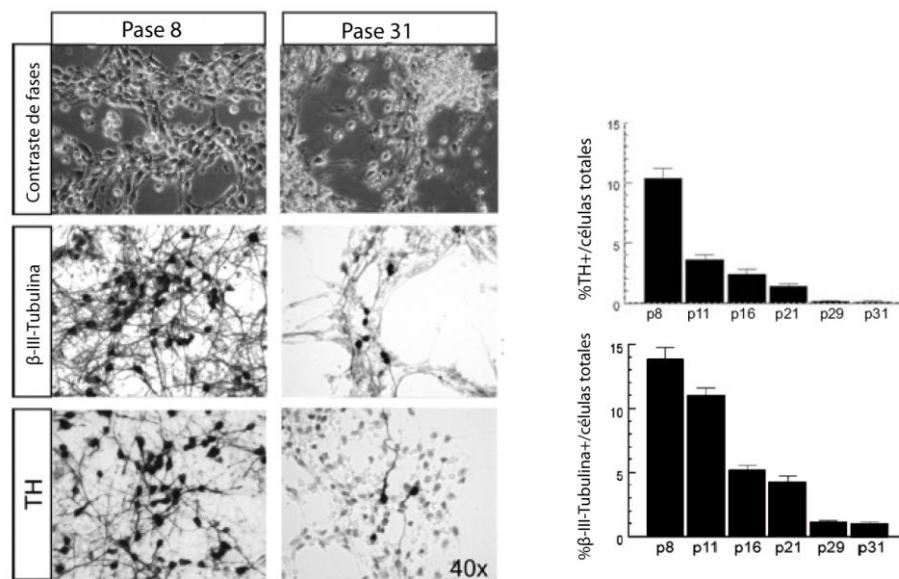 Pase 8
Pase 31
Contraste de fases
β-III-Tubulina
TH
40x
%TH+/células totales
15
10
5
0
p8 p11 p16 p21 p29 p31
%β-III-Tubulina+/células totales
15
10
5
0
p8 p11 p16 p21 p29 p31